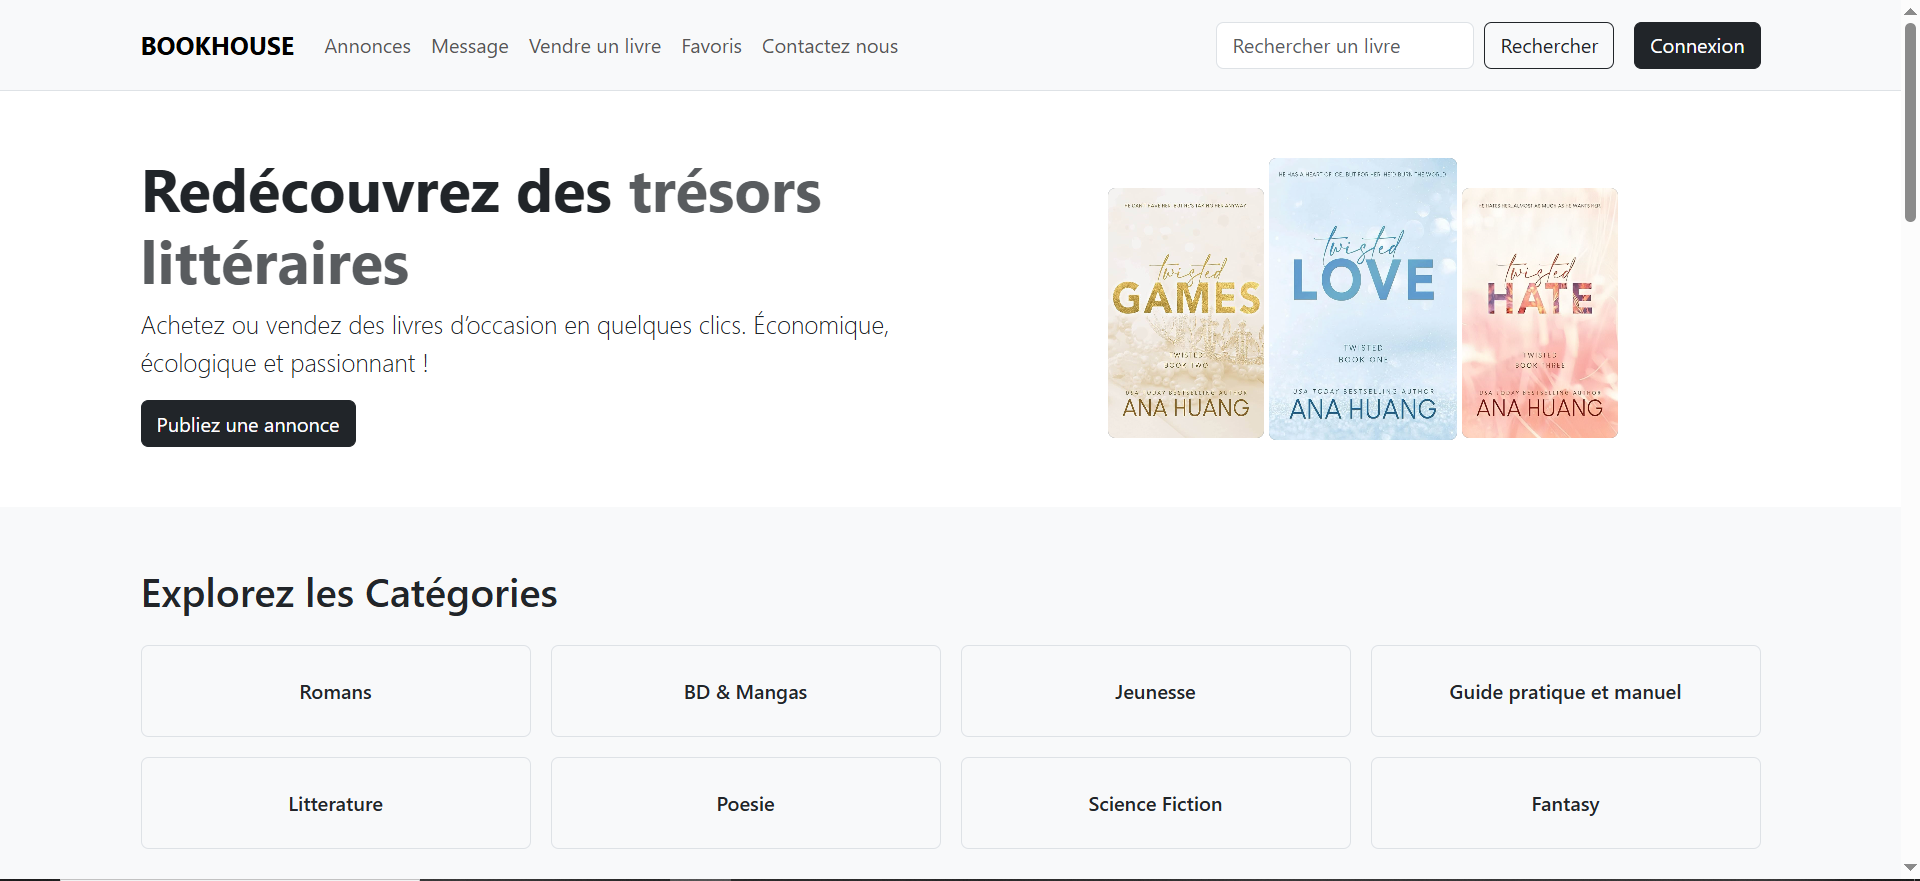 BOOKHOUSE
Annonces
Message
Vendre un livre
Favoris
Contactez nous
Rechercher un livre
Rechercher
Connexion
Redécouvrez des trésors
littéraires
Achetez ou vendez des livres d’occasion en quelques clics. Économique,
écologique et passionnant !
Publiez une annonce
twisted
GAMES
TWISTED
BOOK TWO
USA TODAY BESTSELLING AUTHOR
ANA HUANG
twisted
LOVE
TWISTED
BOOK ONE
USA TODAY BESTSELLING AUTHOR
ANA HUANG
twisted
HATE
TWISTED
BOOK THREE
USA TODAY BESTSELLING AUTHOR
ANA HUANG
Explorez les Catégories
Romans
BD & Mangas
Jeunesse
Guide pratique et manuel
Litterature
Poesie
Science Fiction
Fantasy